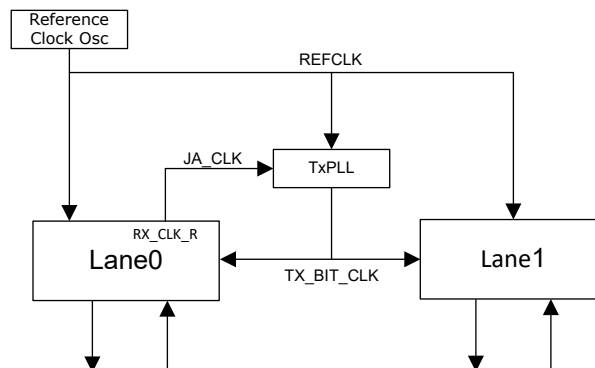 Reference
Clock Osc
REFCLK
JA_CLK
TxPLL
RX_CLK_R
Lane0
Lane1
TX_BIT_CLK